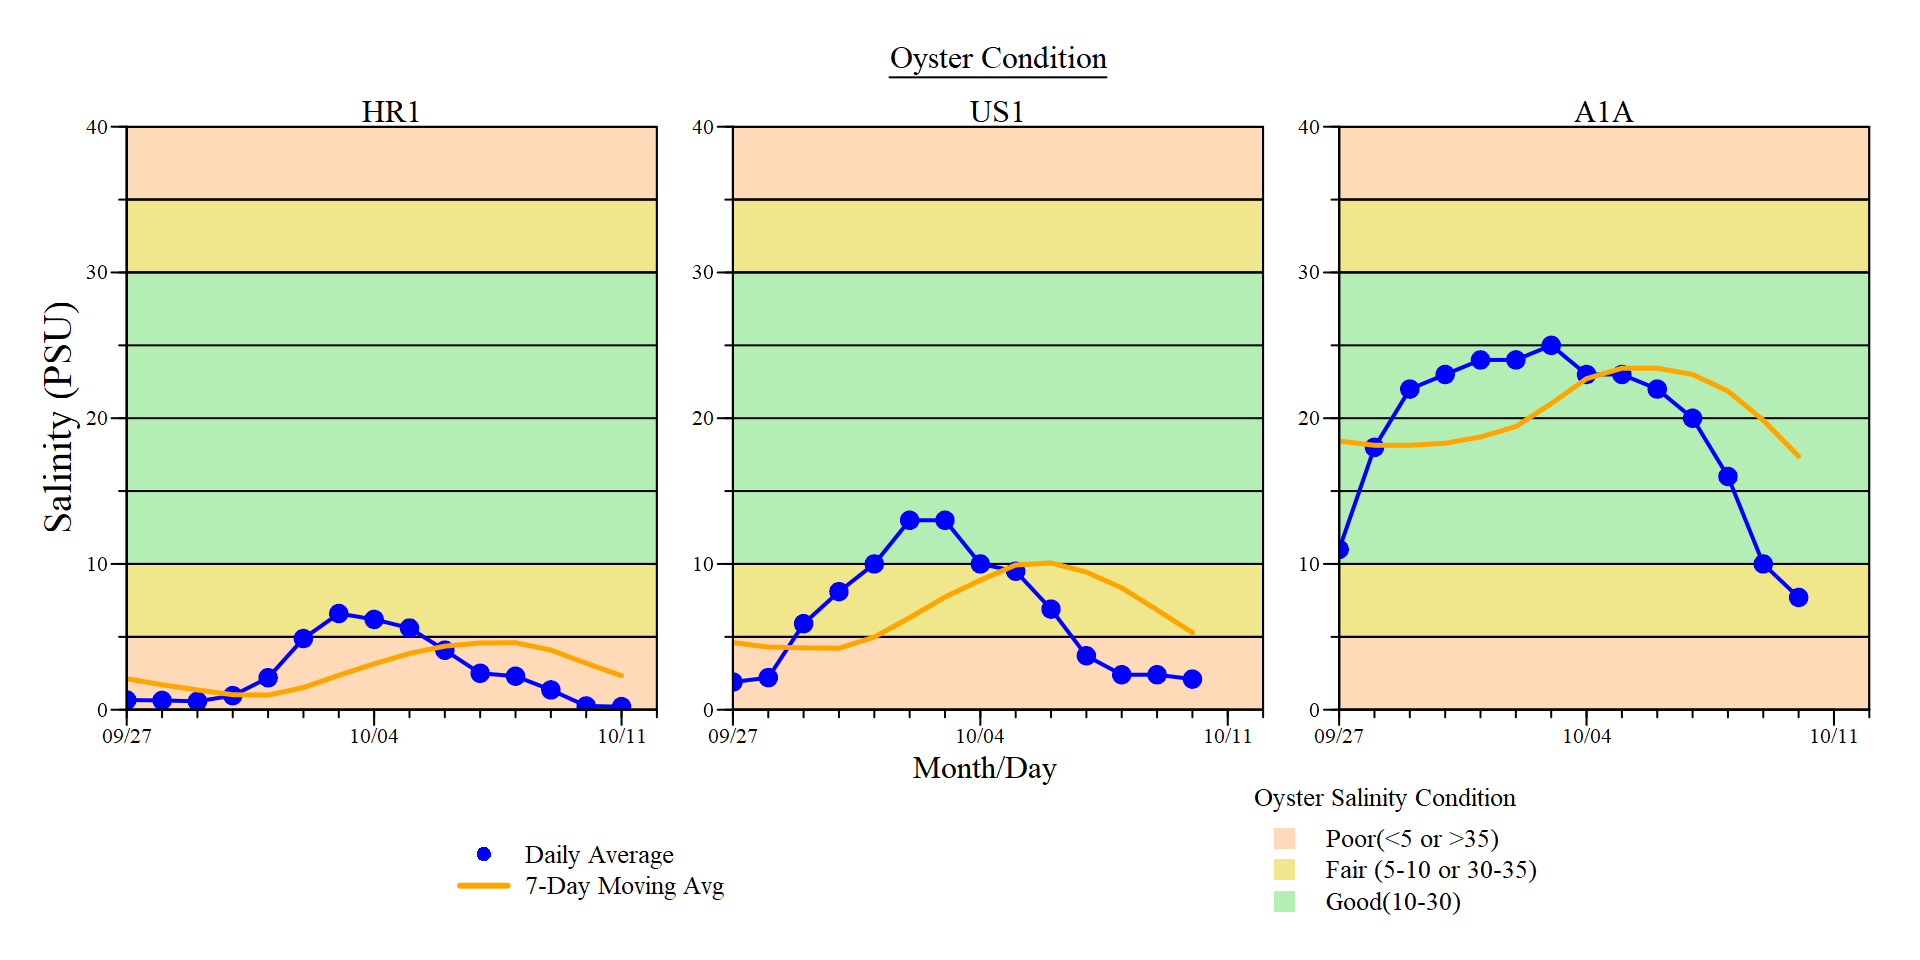 Oyster Condition
HR1
US1
A1A
Salinity (PSU)
40
30
20
10
0
09/27
10/04
10/11
40
30
20
10
0
09/27
10/04
10/11
40
30
20
10
0
09/27
10/04
10/11
Month/Day
Daily Average
7-Day Moving Avg
Oyster Salinity Condition
Poor(<5 or >35)
Fair (5-10 or 30-35)
Good(10-30)